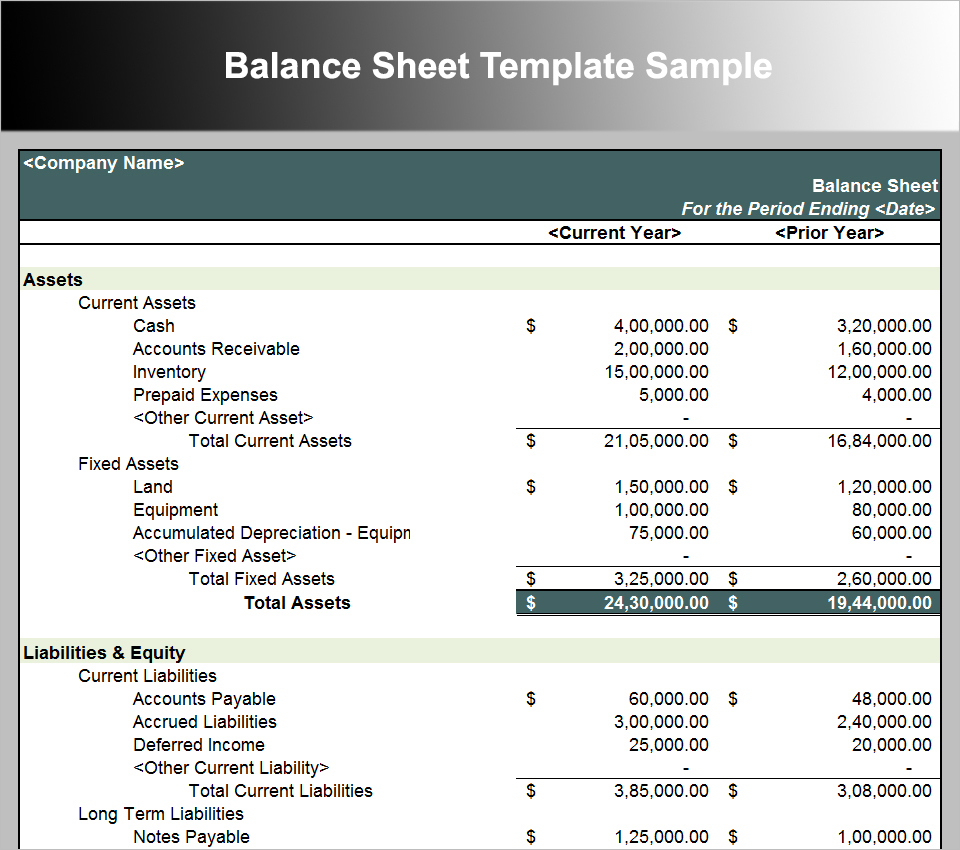 Balance Sheet Template Sample
<Company Name>
Balance Sheet
For the Period Ending <Date>
<Current Year> <Prior Year>
Assets
Current Assets
Cash $ 4,00,000.00 $ 3,20,000.00
Accounts Receivable 2,00,000.00 1,60,000.00
Inventory 15,00,000.00 12,00,000.00
Prepaid Expenses 5,000.00 4,000.00
<Other Current Asset> - -
Total Current Assets $ 21,05,000.00 $ 16,84,000.00
Fixed Assets
Land $ 1,50,000.00 $ 1,20,000.00
Equipment 1,00,000.00 80,000.00
Accumulated Depreciation - Equipn 75,000.00 60,000.00
<Other Fixed Asset> - -
Total Fixed Assets $ 3,25,000.00 $ 2,60,000.00
Total Assets $ 24,30,000.00 $ 19,44,000.00
Liabilities & Equity
Current Liabilities
Accounts Payable $ 60,000.00 $ 48,000.00
Accrued Liabilities 3,00,000.00 2,40,000.00
Deferred Income 25,000.00 20,000.00
<Other Current Liability> - -
Total Current Liabilities $ 3,85,000.00 $ 3,08,000.00
Long Term Liabilities
Notes Payable $ 1,25,000.00 $ 1,00,000.00